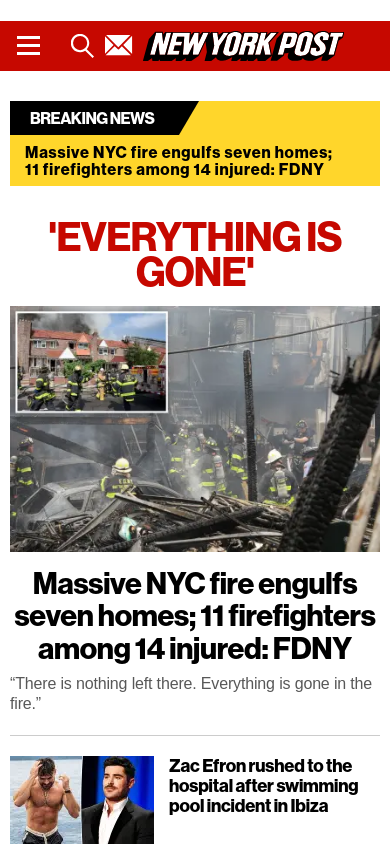 NEW YORK POST
BREAKING NEWS
Massive NYC fire engulfs seven homes;
11 firefighters among 14 injured: FDNY
'EVERYTHING IS
GONE'
Massive NYC fire engulfs
seven homes; 11 firefighters
among 14 injured: FDNY
“There is nothing left there. Everything is gone in the
fire.”
Zac Efron rushed to the
hospital after swimming
pool incident in Ibiza